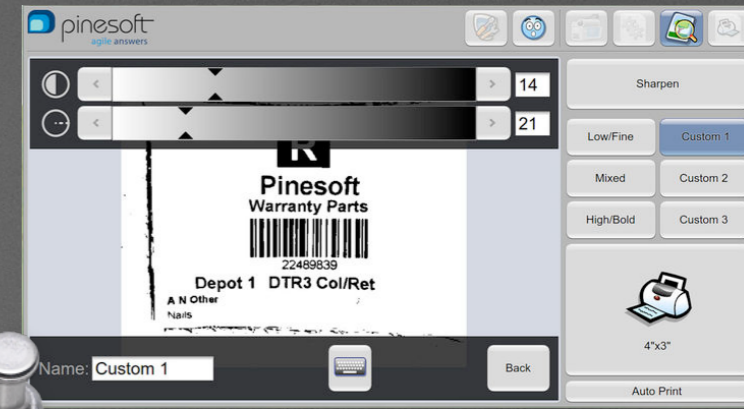 pinesoft
agile answers
14
21
R
Pinesoft
Warranty Parts
22489839
Depot 1 DTR3 Col/Ret
A N Other
Nails
Name: Custom 1
Back
Sharpen
Low/Fine
Custom 1
Mixed
Custom 2
High/Bold
Custom 3
4"x3"
Auto Print